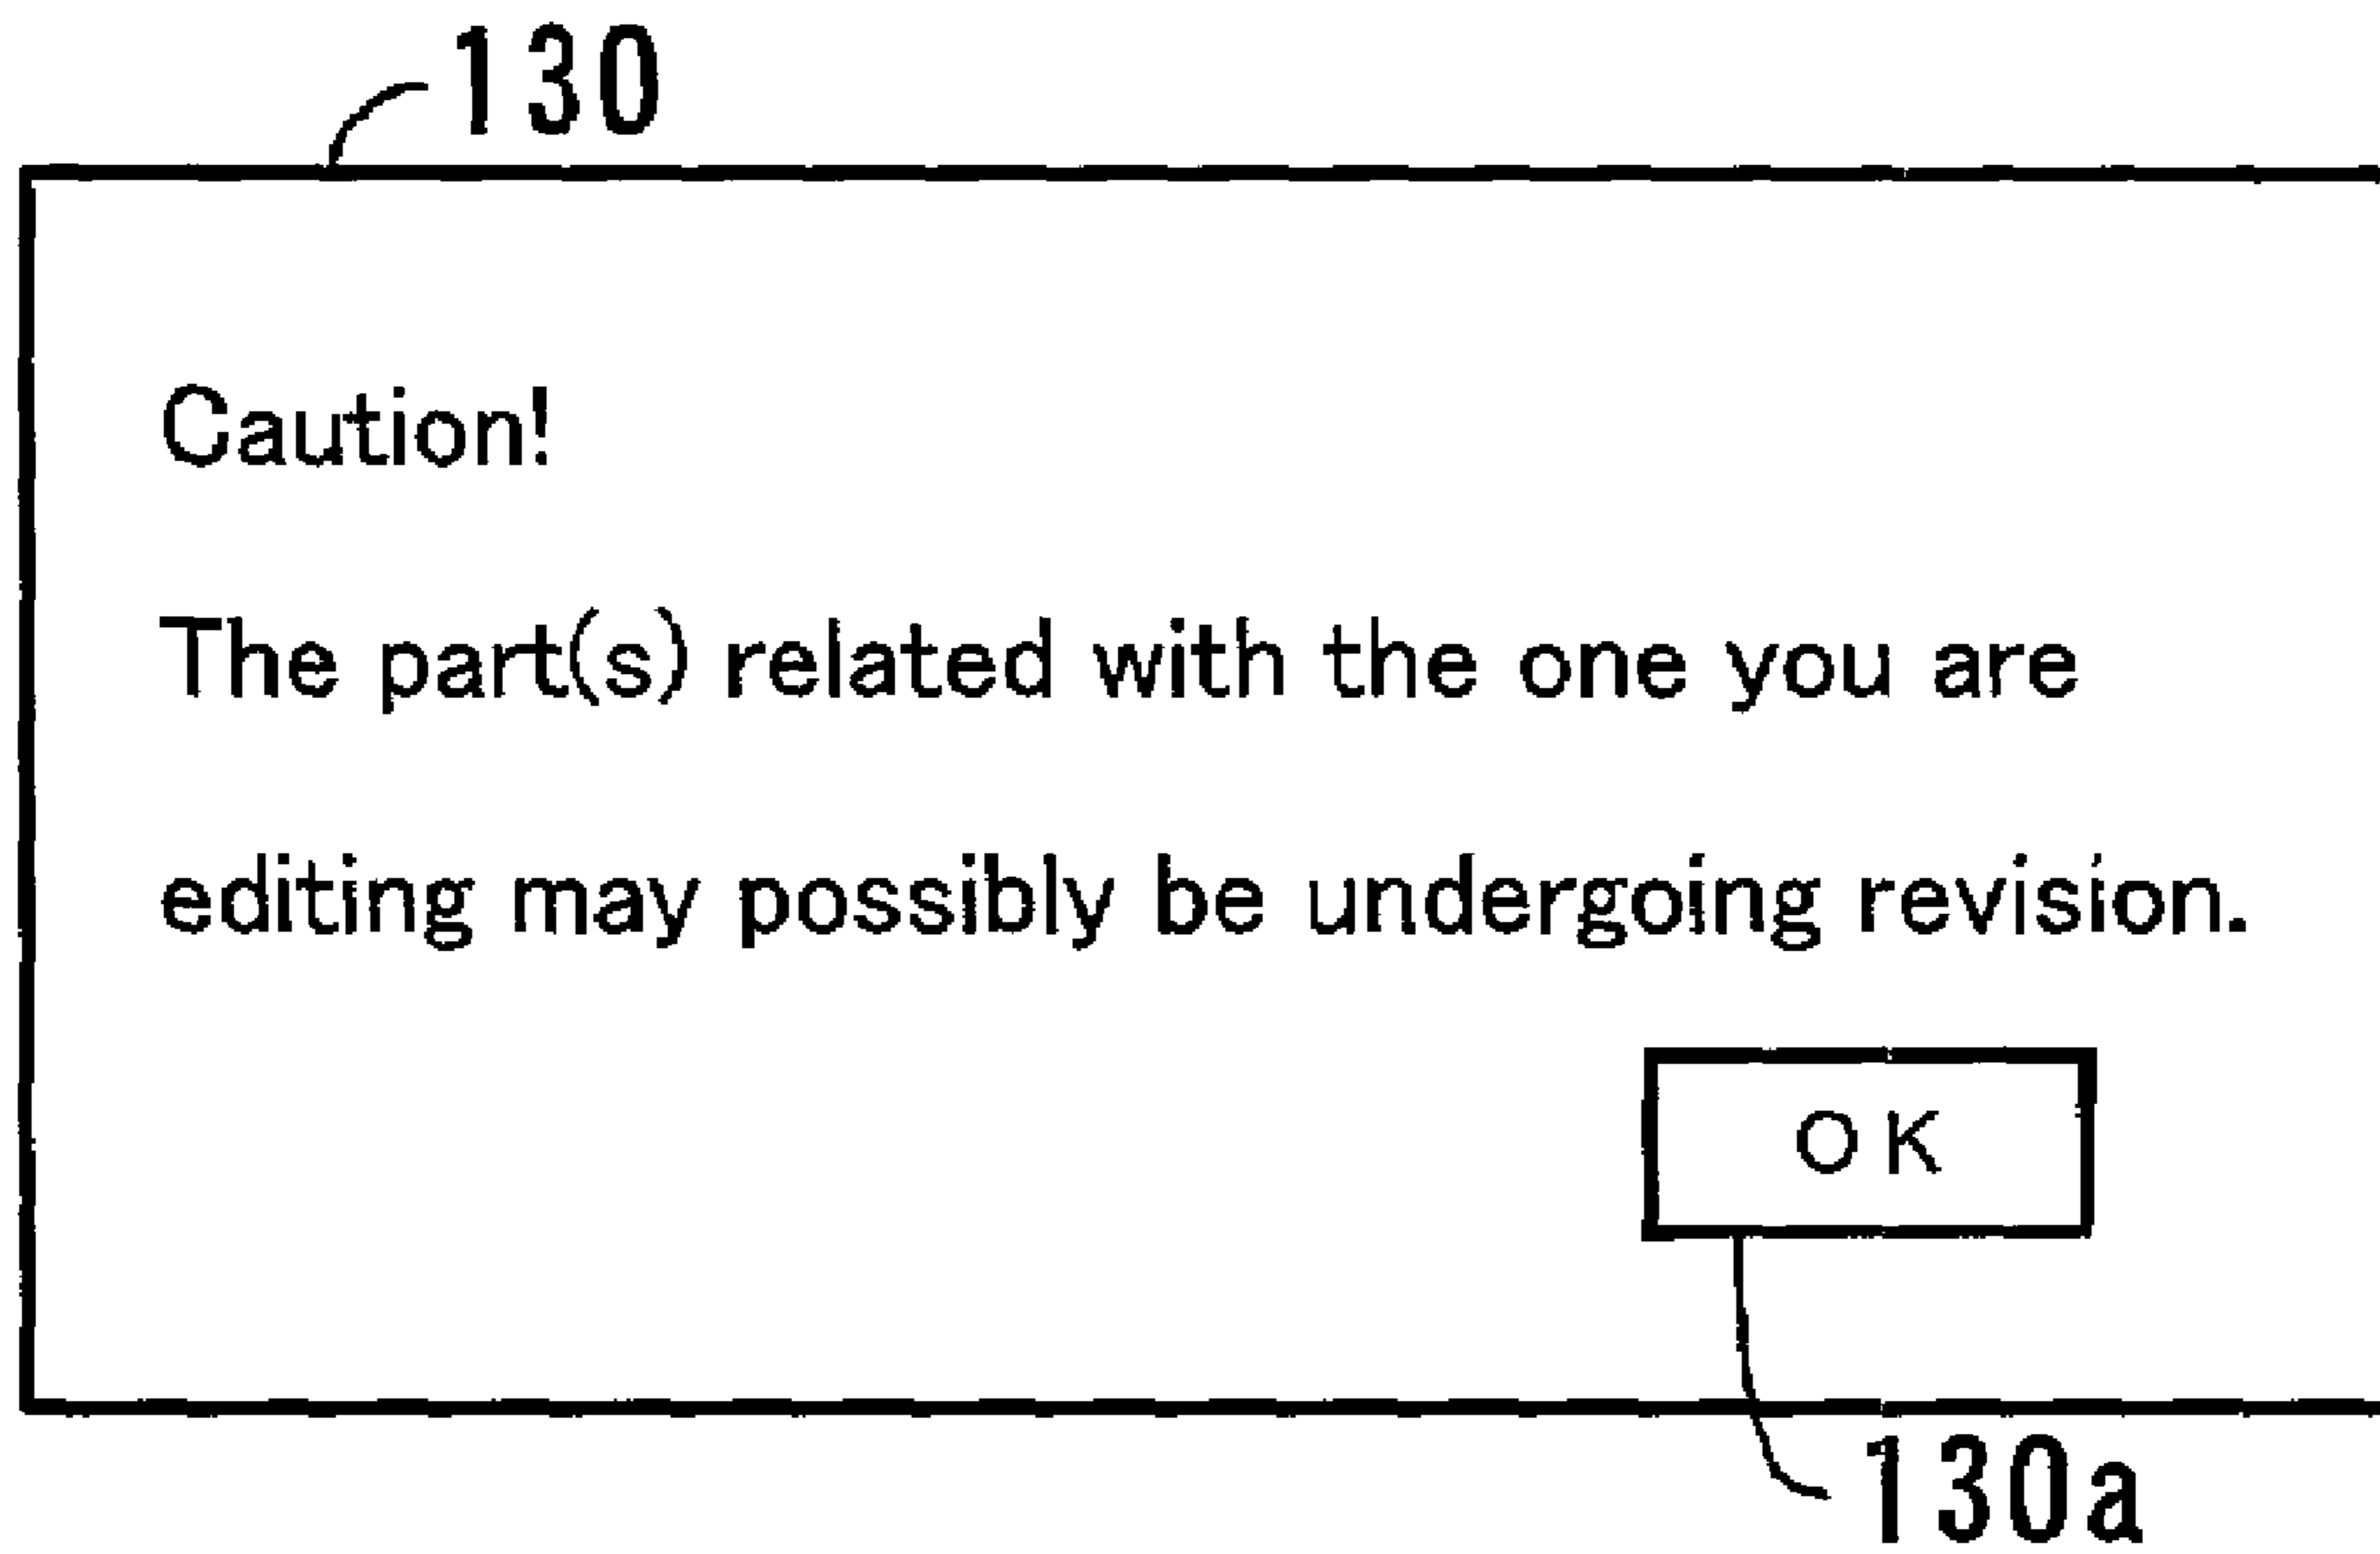 130
Caution!
The part(s) related with the one you are
editing may possibly be undergoing revision.
OK
130a